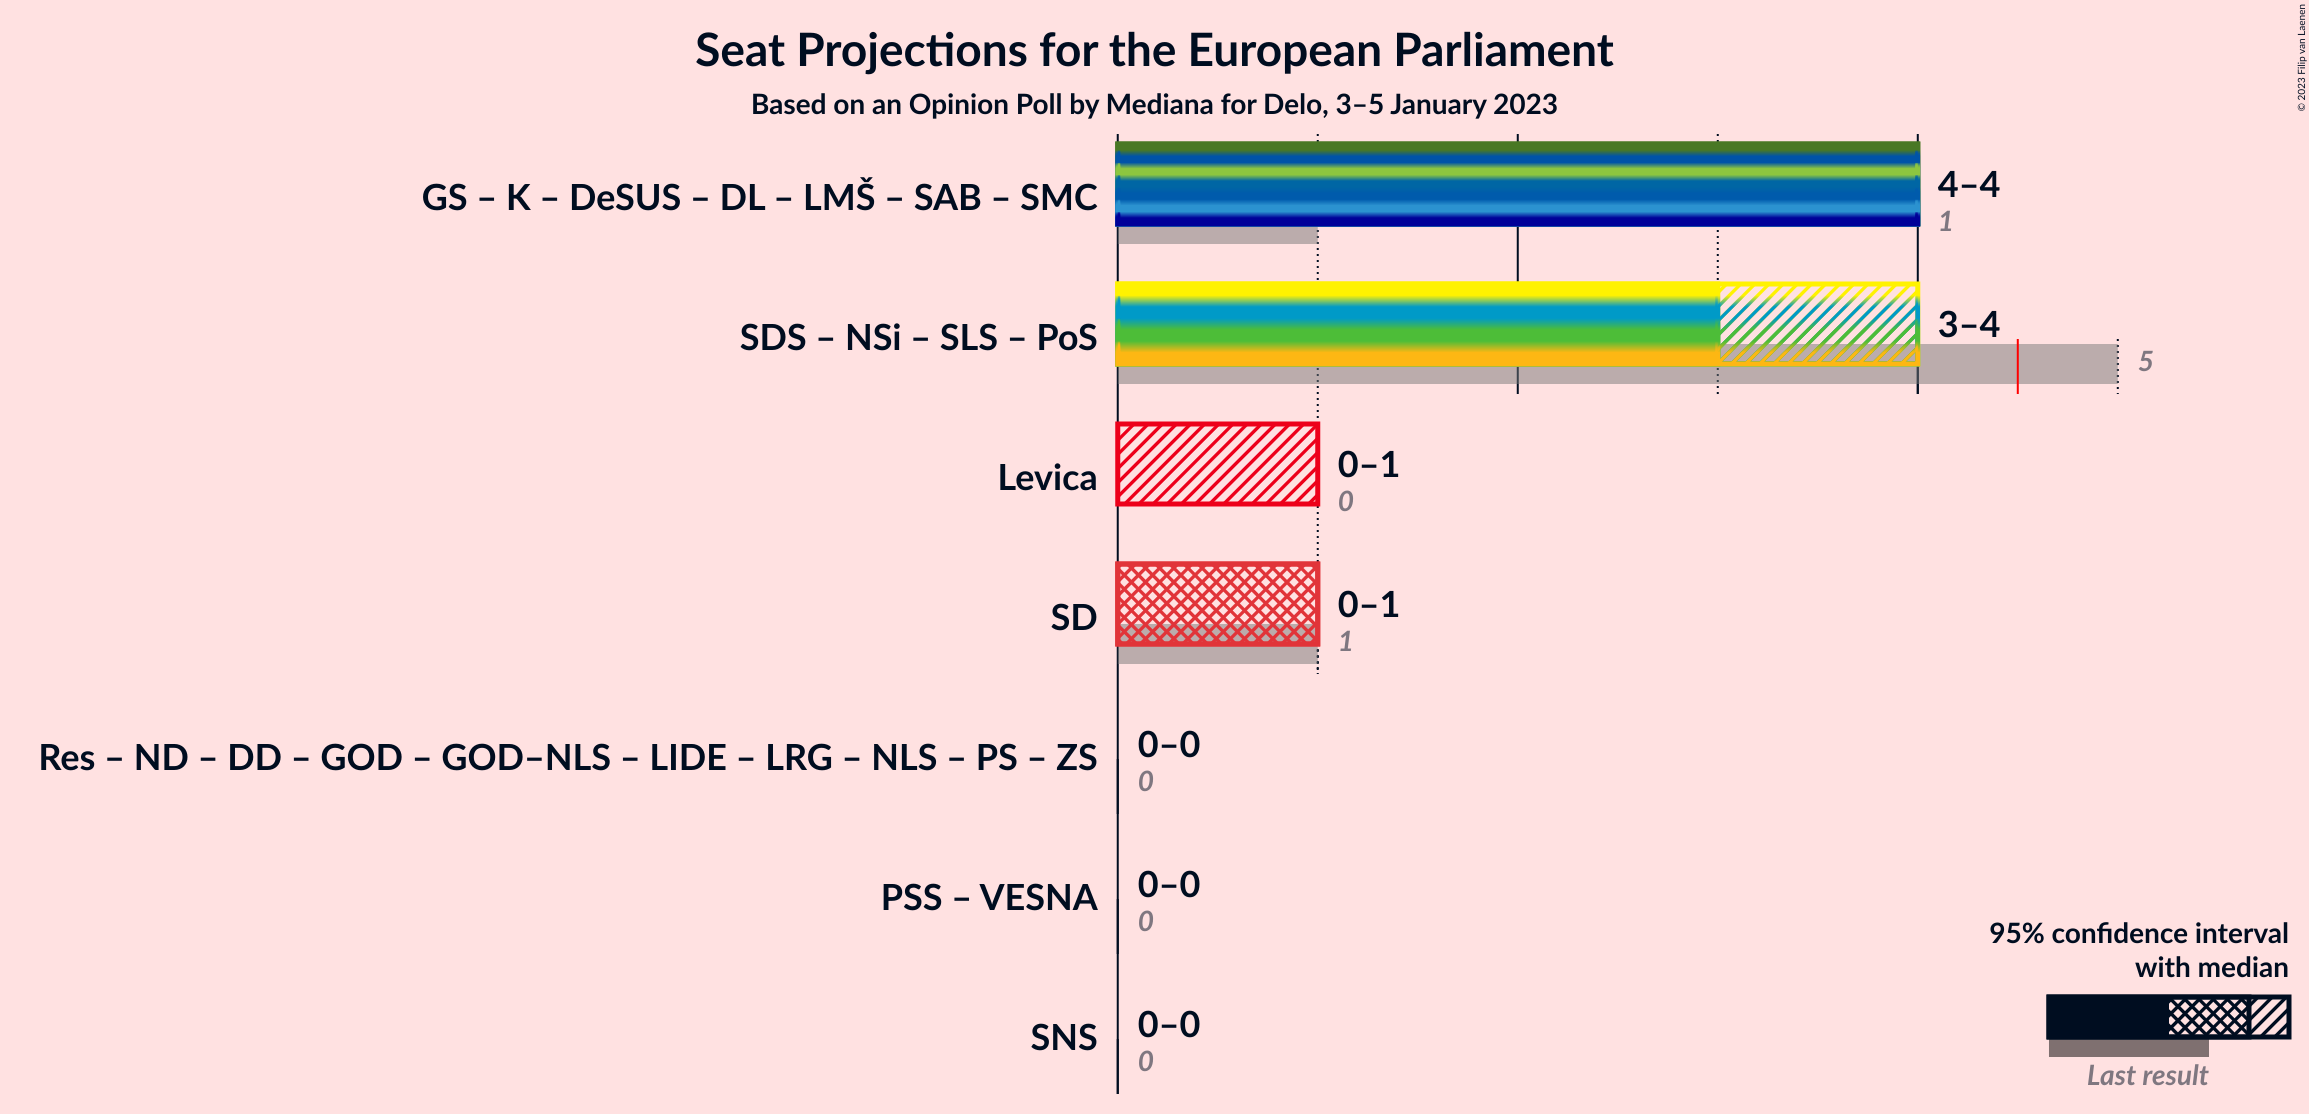 Seat Projections for the European Parliament
Based on an Opinion Poll by Mediana for Delo, 3–5 January 2023
© 2023 Filip van Laenen
GS – K – DeSUS – DL – LMŠ – SAB – SMC
4–4
1
SDS – NSi – SLS – PoS
3–4
5
Levica
0–1
0
SD
0–1
1
Res – ND – DD – GOD – GOD–NLS – LIDE – LRG – NLS – PS – ZS
0–0
0
PSS – VESNA
0–0
0
SNS
0–0
0
95% confidence interval
with median
Last result